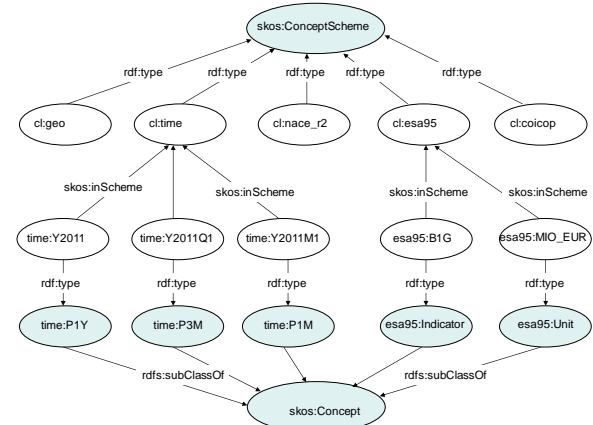 skos:ConceptScheme
rdf:type
rdf:type
rdf:type
rdf:type
rdf:type
cl:geo
cl:time
cl:nace_r2
cl:esa95
cl:coicop
skos:inScheme
skos:inScheme
skos:inScheme
skos:inScheme
time:Y2011
time:Y2011Q1
time:Y2011M1
esa95:B1G
esa95:MIO_EUR
rdf:type
rdf:type
rdf:type
rdf:type
rdf:type
time:P1Y
time:P3M
time:P1M
esa95:Indicator
esa95:Unit
rdfs:subClassOf
rdfs:subClassOf
skos:Concept